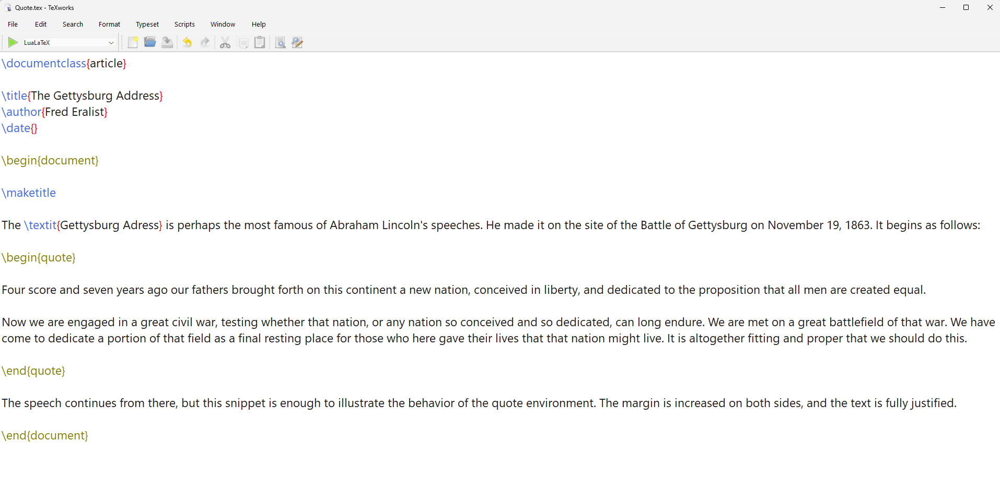 Quote.tex - TeXworks
File Edit Search Format Typeset Scripts Window Help
LuaLaTeX
\documentclass{article}
\title{The Gettysburg Address}
\author{Fred Eralist}
\date{}
\begin{document}
\maketitle
The \textit{Gettysburg Adress} is perhaps the most famous of Abraham Lincoln's speeches. He made it on the site of the Battle of Gettysburg on November 19, 1863. It begins as follows:
\begin{quote}
Four score and seven years ago our fathers brought forth on this continent a new nation, conceived in liberty, and dedicated to the proposition that all men are created equal.
Now we are engaged in a great civil war, testing whether that nation, or any nation so conceived and so dedicated, can long endure. We are met on a great battlefield of that war. We have
come to dedicate a portion of that field as a final resting place for those who here gave their lives that that nation might live. It is altogether fitting and proper that we should do this.
\end{quote}
The speech continues from there, but this snippet is enough to illustrate the behavior of the quote environment. The margin is increased on both sides, and the text is fully justified.
\end{document}